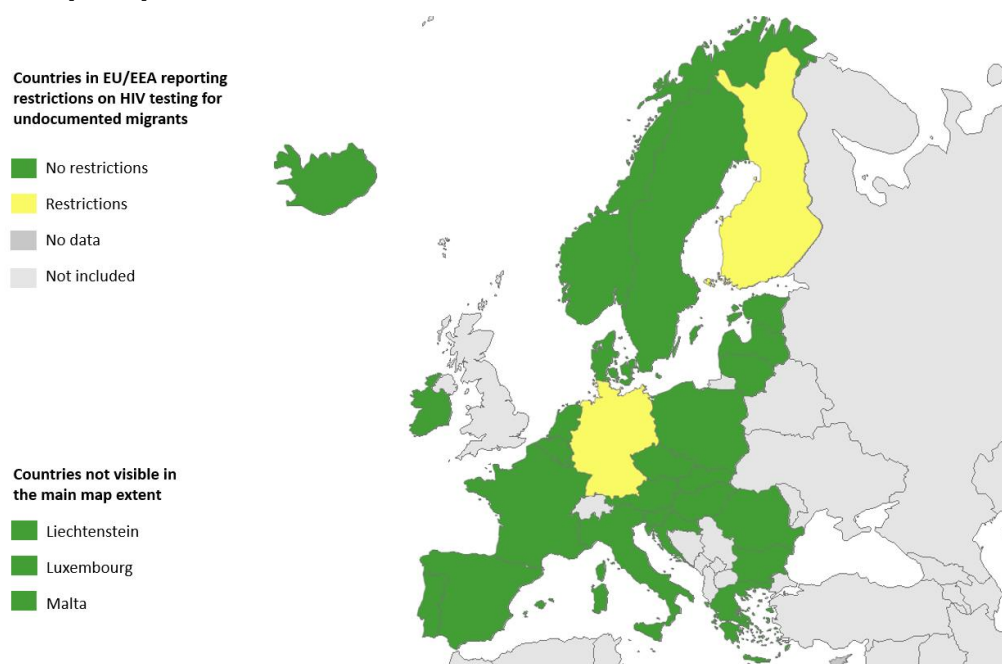 Countries in EU/EEA reporting
restrictions on HIV testing for
undocumented migrants
No restrictions
Restrictions
No data
Not included
Countries not visible in
the main map extent
Liechtenstein
Luxembourg
Malta